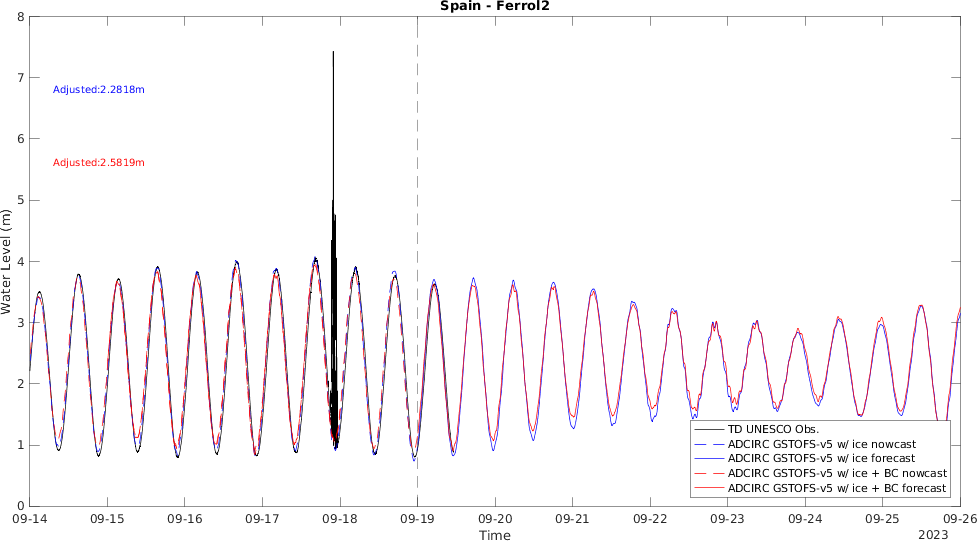 Spain - Ferrol2
8
7
6
5
4
3
2
1
0
Water Level (m)
Adjusted:2.2818m
Adjusted:2.5819m
TD UNESCO Obs.
ADCIRC GSTOFS-v5 w/ ice nowcast
ADCIRC GSTOFS-v5 w/ ice forecast
ADCIRC GSTOFS-v5 w/ ice + BC nowcast
ADCIRC GSTOFS-v5 w/ ice + BC forecast
09-14 09-15 09-16 09-17 09-18 09-19 09-20 09-21 09-22 09-23 09-24 09-25 09-26
Time
2023